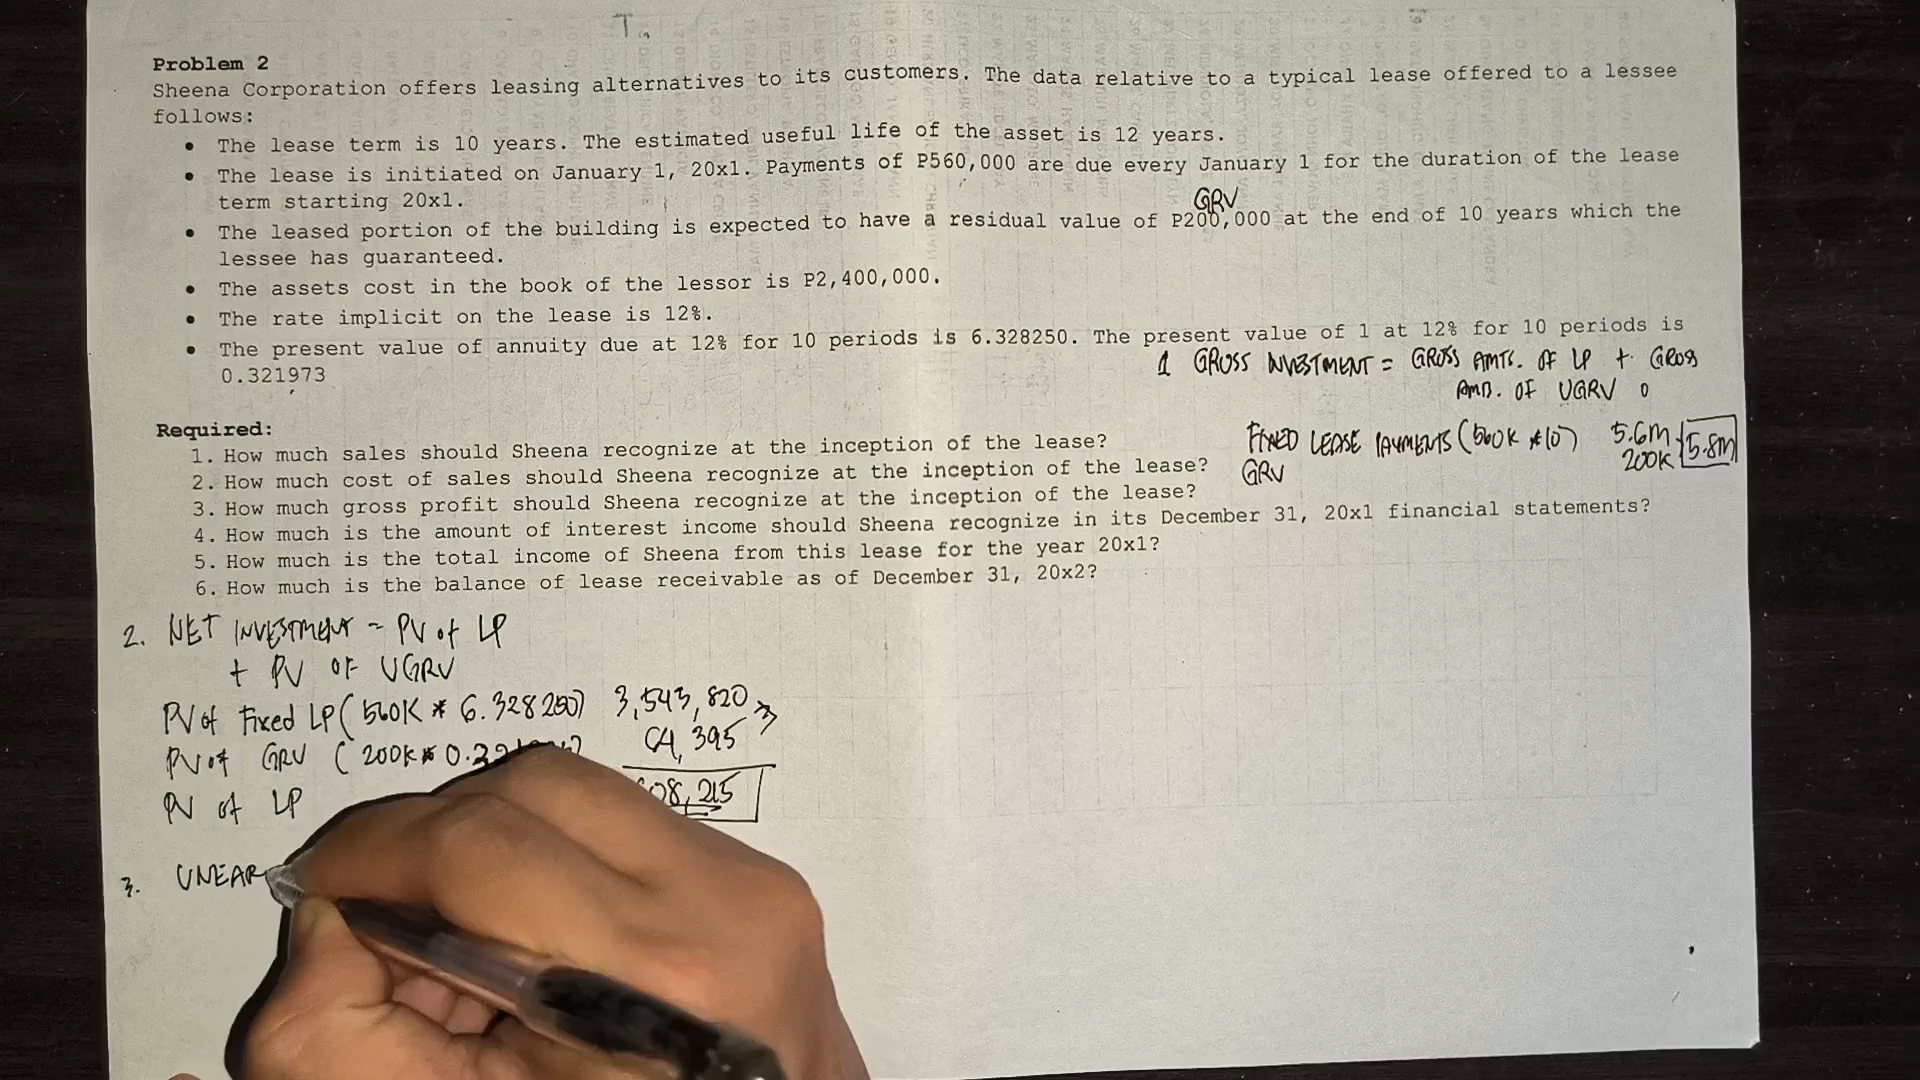 Problem 2
Sheena Corporation offers leasing alternatives to its customers. The data relative to a typical lease offered to a lessee
follows:
• The lease term is 10 years. The estimated useful life of the asset is 12 years.
• The lease is initiated on January 1, 20x1. Payments of P560,000 are due every January 1 for the duration of the lease
term starting 20x1.
GRV
• The leased portion of the building is expected to have a residual value of P200,000 at the end of 10 years which the
lessee has guaranteed.
• The assets cost in the book of the lessor is P2,400,000.
• The rate implicit on the lease is 12%.
• The present value of annuity due at 12% for 10 periods is 6.328250. The present value of 1 at 12% for 10 periods is
0.321973
1 GROSS INVESTMENT = GROSS AMTS. OF LP + GROSS
AMTS. OF UGRV 0
Required:
1. How much sales should Sheena recognize at the inception of the lease?
FIXED LEASE PAYMENTS (560K * 10) 5.6M
200K 5.8M
2. How much cost of sales should Sheena recognize at the inception of the lease?
GRV
3. How much gross profit should Sheena recognize at the inception of the lease?
4. How much is the amount of interest income should Sheena recognize in its December 31, 20x1 financial statements?
5. How much is the total income of Sheena from this lease for the year 20x1?
6. How much is the balance of lease receivable as of December 31, 20x2?
2. NET INVESTMENT - PV of LP
+ PV OF UGRV
PV of Fixed LP (560K * 6.328250) 3,543,820
PV of GRV (200K * 0.32 64,395
PV of LP 08,215
3. UNEAR